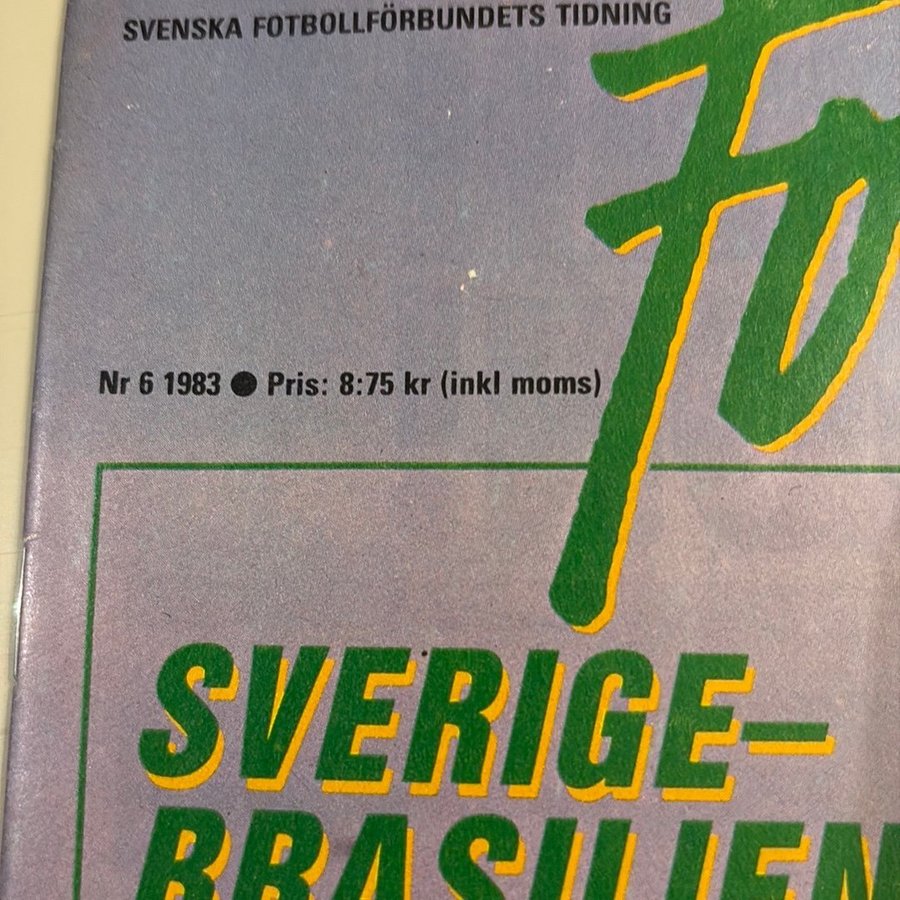 SVENSKA FOTBOLLFÖRBUNDETS TIDNING
Nr 6 1983 ● Pris: 8:75 kr (inkl moms)
SVERIGE–
BRASILIEN